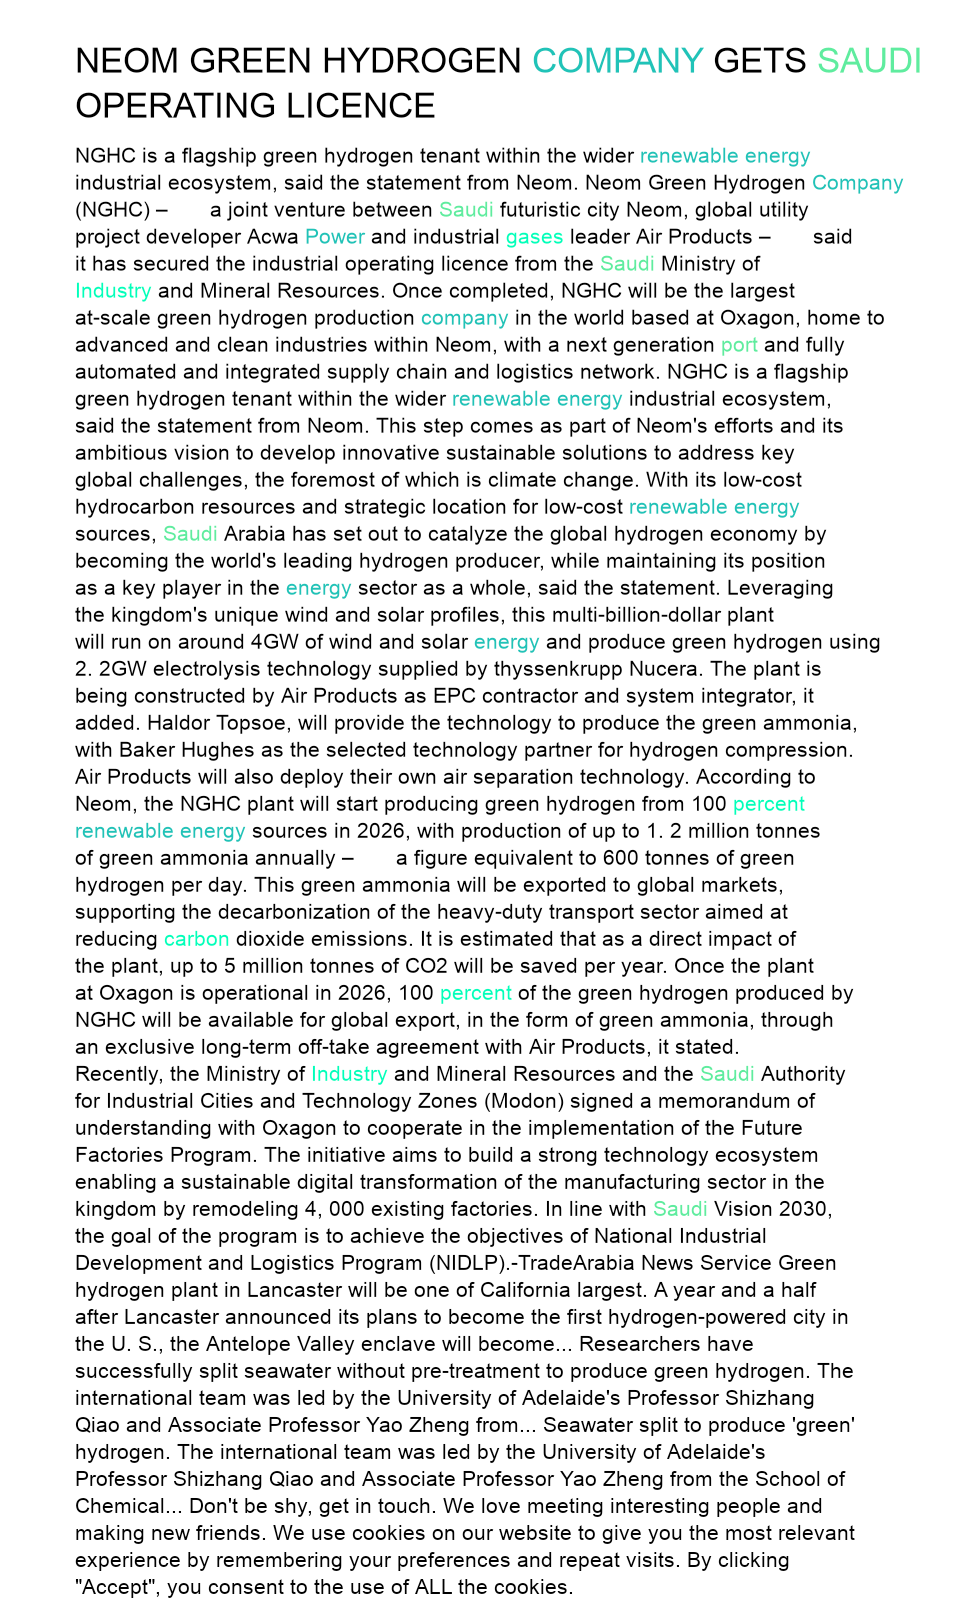 NEOM GREEN HYDROGEN COMPANY GETS SAUDI
OPERATING LICENCE
NGHC is a flagship green hydrogen tenant within the wider renewable energy
industrial ecosystem, said the statement from Neom. Neom Green Hydrogen Company
(NGHC) – a joint venture between Saudi futuristic city Neom, global utility
project developer Acwa Power and industrial gases leader Air Products – said
it has secured the industrial operating licence from the Saudi Ministry of
Industry and Mineral Resources. Once completed, NGHC will be the largest
at-scale green hydrogen production company in the world based at Oxagon, home to
advanced and clean industries within Neom, with a next generation port and fully
automated and integrated supply chain and logistics network. NGHC is a flagship
green hydrogen tenant within the wider renewable energy industrial ecosystem,
said the statement from Neom. This step comes as part of Neom's efforts and its
ambitious vision to develop innovative sustainable solutions to address key
global challenges, the foremost of which is climate change. With its low-cost
hydrocarbon resources and strategic location for low-cost renewable energy
sources, Saudi Arabia has set out to catalyze the global hydrogen economy by
becoming the world's leading hydrogen producer, while maintaining its position
as a key player in the energy sector as a whole, said the statement. Leveraging
the kingdom's unique wind and solar profiles, this multi-billion-dollar plant
will run on around 4GW of wind and solar energy and produce green hydrogen using
2. 2GW electrolysis technology supplied by thyssenkrupp Nucera. The plant is
being constructed by Air Products as EPC contractor and system integrator, it
added. Haldor Topsoe, will provide the technology to produce the green ammonia,
with Baker Hughes as the selected technology partner for hydrogen compression.
Air Products will also deploy their own air separation technology. According to
Neom, the NGHC plant will start producing green hydrogen from 100 percent
renewable energy sources in 2026, with production of up to 1. 2 million tonnes
of green ammonia annually – a figure equivalent to 600 tonnes of green
hydrogen per day. This green ammonia will be exported to global markets,
supporting the decarbonization of the heavy-duty transport sector aimed at
reducing carbon dioxide emissions. It is estimated that as a direct impact of
the plant, up to 5 million tonnes of CO2 will be saved per year. Once the plant
at Oxagon is operational in 2026, 100 percent of the green hydrogen produced by
NGHC will be available for global export, in the form of green ammonia, through
an exclusive long-term off-take agreement with Air Products, it stated.
Recently, the Ministry of Industry and Mineral Resources and the Saudi Authority
for Industrial Cities and Technology Zones (Modon) signed a memorandum of
understanding with Oxagon to cooperate in the implementation of the Future
Factories Program. The initiative aims to build a strong technology ecosystem
enabling a sustainable digital transformation of the manufacturing sector in the
kingdom by remodeling 4, 000 existing factories. In line with Saudi Vision 2030,
the goal of the program is to achieve the objectives of National Industrial
Development and Logistics Program (NIDLP).-TradeArabia News Service Green
hydrogen plant in Lancaster will be one of California largest. A year and a half
after Lancaster announced its plans to become the first hydrogen-powered city in
the U. S., the Antelope Valley enclave will become... Researchers have
successfully split seawater without pre-treatment to produce green hydrogen. The
international team was led by the University of Adelaide's Professor Shizhang
Qiao and Associate Professor Yao Zheng from... Seawater split to produce 'green'
hydrogen. The international team was led by the University of Adelaide's
Professor Shizhang Qiao and Associate Professor Yao Zheng from the School of
Chemical... Don't be shy, get in touch. We love meeting interesting people and
making new friends. We use cookies on our website to give you the most relevant
experience by remembering your preferences and repeat visits. By clicking
"Accept", you consent to the use of ALL the cookies.